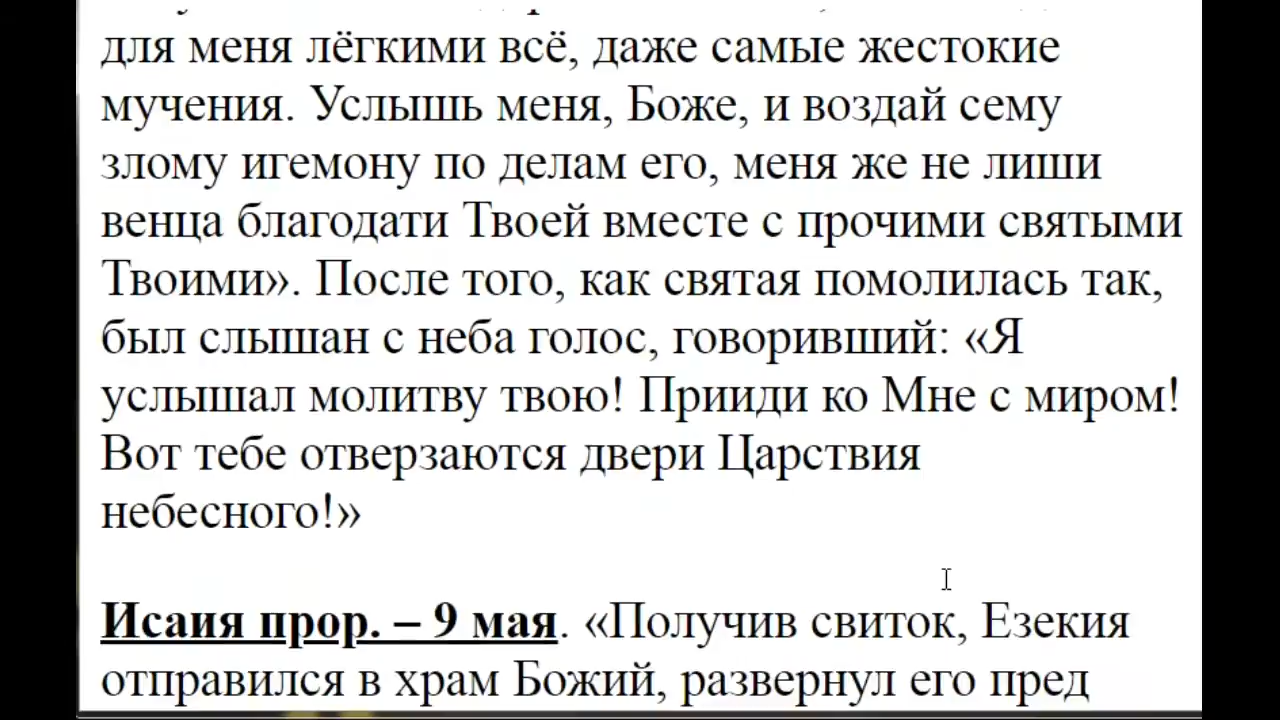 для меня лёгкими всё, даже самые жестокие
мучения. Услышь меня, Боже, и воздай сему
злому игемону по делам его, меня же не лиши
венца благодати Твоей вместе с прочими святыми
Твоими». После того, как святая помолилась так,
был слышан с неба голос, говоривший: «Я
услышал молитву твою! Прииди ко Мне с миром!
Вот тебе отверзаются двери Царствия
небесного!»
Исаия прор. – 9 мая. «Получив свиток, Езекия
отправился в храм Божий, развернул его пред